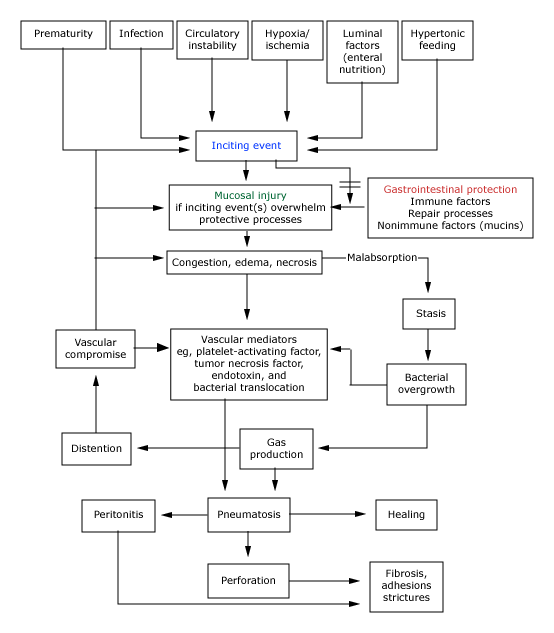 Prematurity
Infection
Circulatory
instability
Hypoxia/
ischemia
Luminal
factors
(enteral
nutrition)
Hypertonic
feeding
Inciting event
Mucosal injury
if inciting event(s) overwhelm
protective processes
Gastrointestinal protection
Immune factors
Repair processes
Nonimmune factors (mucins)
Congestion, edema, necrosis
Malabsorption
Stasis
Vascular
compromise
Vascular mediators
eg, platelet-activating factor,
tumor necrosis factor,
endotoxin, and
bacterial translocation
Bacterial
overgrowth
Distention
Gas
production
Peritonitis
Pneumatosis
Healing
Perforation
Fibrosis,
adhesions
strictures